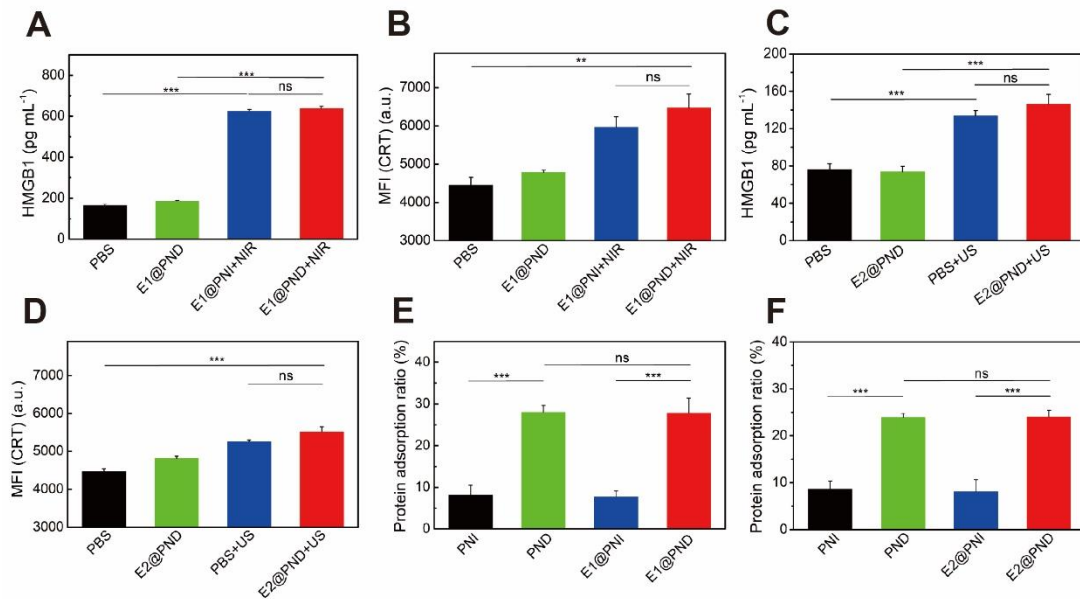 A
HMGB1 (pg mL⁻¹)
800
600
400
200
0
***
***
ns
PBS
E1@PND
E1@PNI+NIR
E1@PND+NIR
B
MFI (CRT) (a.u.)
7000
6000
5000
4000
3000
**
ns
PBS
E1@PND
E1@PNI+NIR
E1@PND+NIR
C
HMGB1 (pg mL⁻¹)
200
160
120
80
40
0
***
***
ns
PBS
E2@PND
PBS+US
E2@PND+US
D
MFI (CRT) (a.u.)
7000
6000
5000
4000
3000
***
ns
PBS
E2@PND
PBS+US
E2@PND+US
E
Protein adsorption ratio (%)
40
30
20
10
0
ns
***
***
PNI
PND
E1@PNI
E1@PND
F
Protein adsorption ratio (%)
40
30
20
10
0
ns
***
***
PNI
PND
E2@PNI
E2@PND